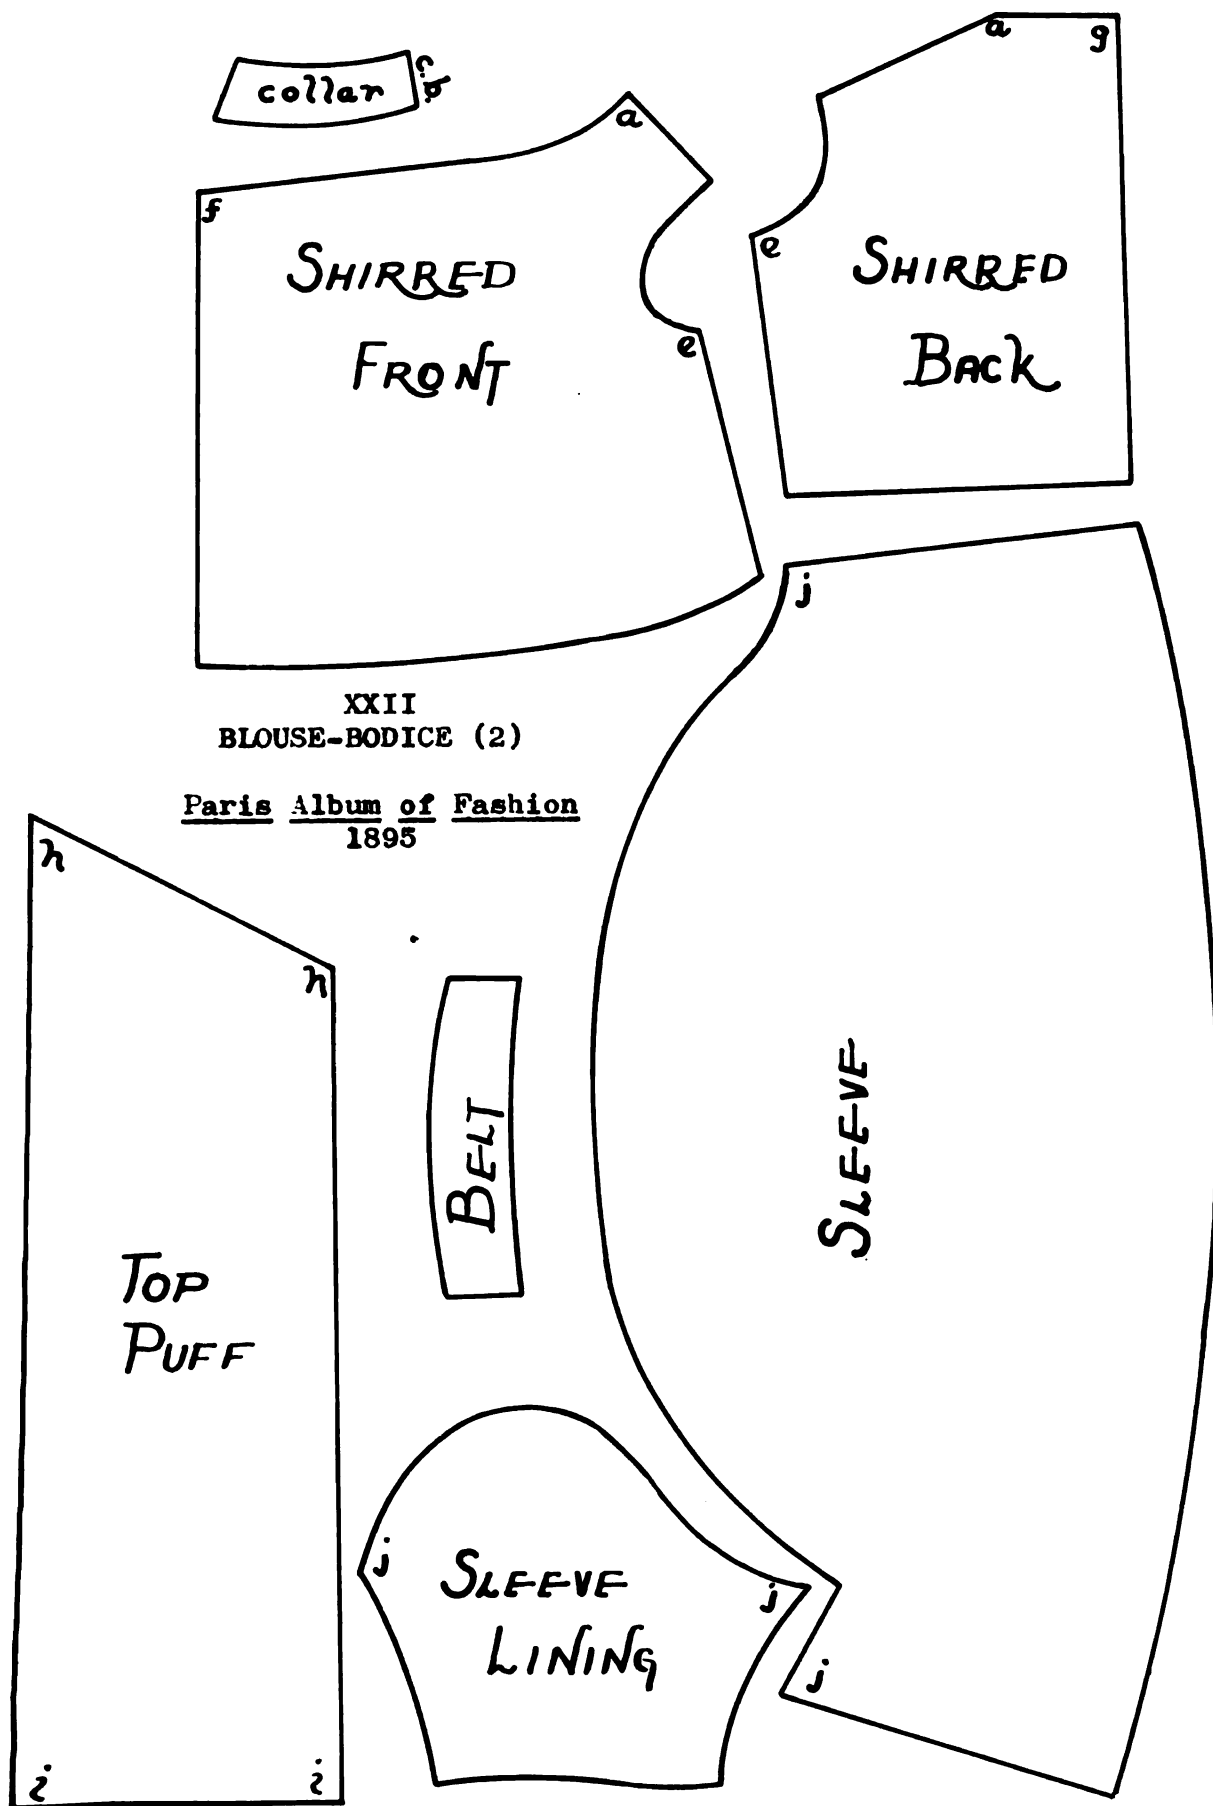 collar
c.b.
a
g
a
f
e
SHIRRED
FRONT
e
SHIRRED
BACK
j
XXII
BLOUSE-BODICE (2)
Paris Album of Fashion
1895
h
h
SLEEVE
BELT
TOP
PUFF
j
SLEEVE
LINING
j
j
i
i